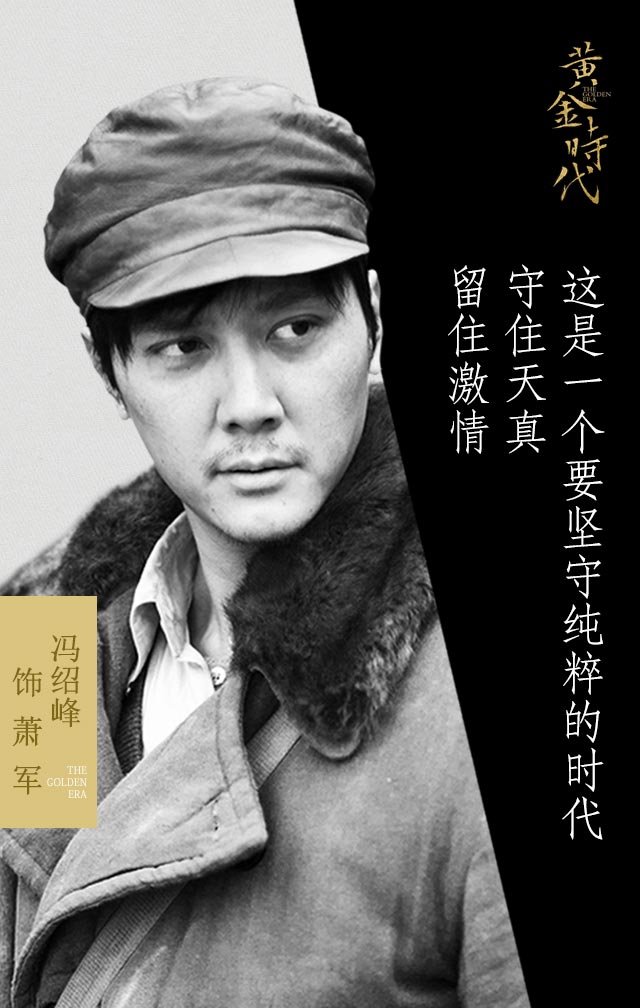 黄金時代
THE
GOLDEN
ERA
这是一个要坚守纯粹的时代
守住天真
留住激情
冯绍峰
饰 萧 军
THE
GOLDEN
ERA